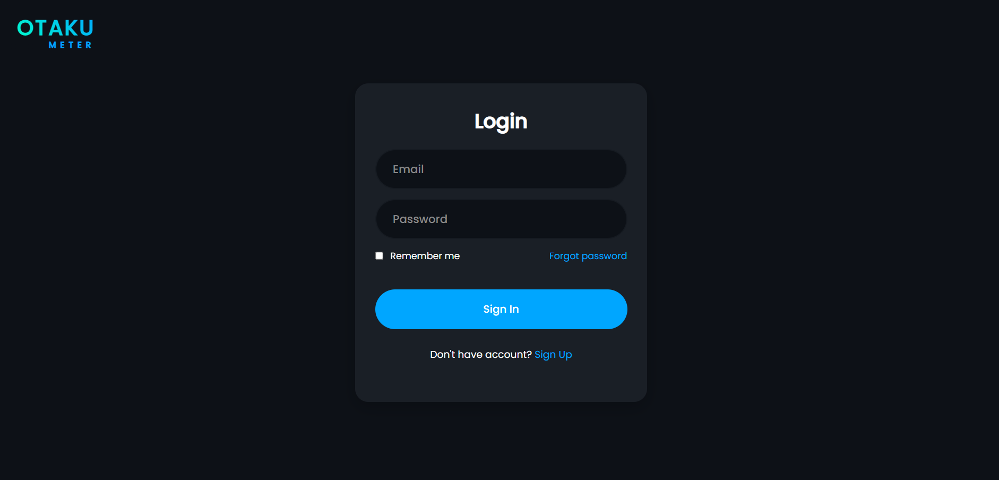 OTAKU
METER
Login
Email
Password
Remember me
Forgot password
Sign In
Don't have account? Sign Up